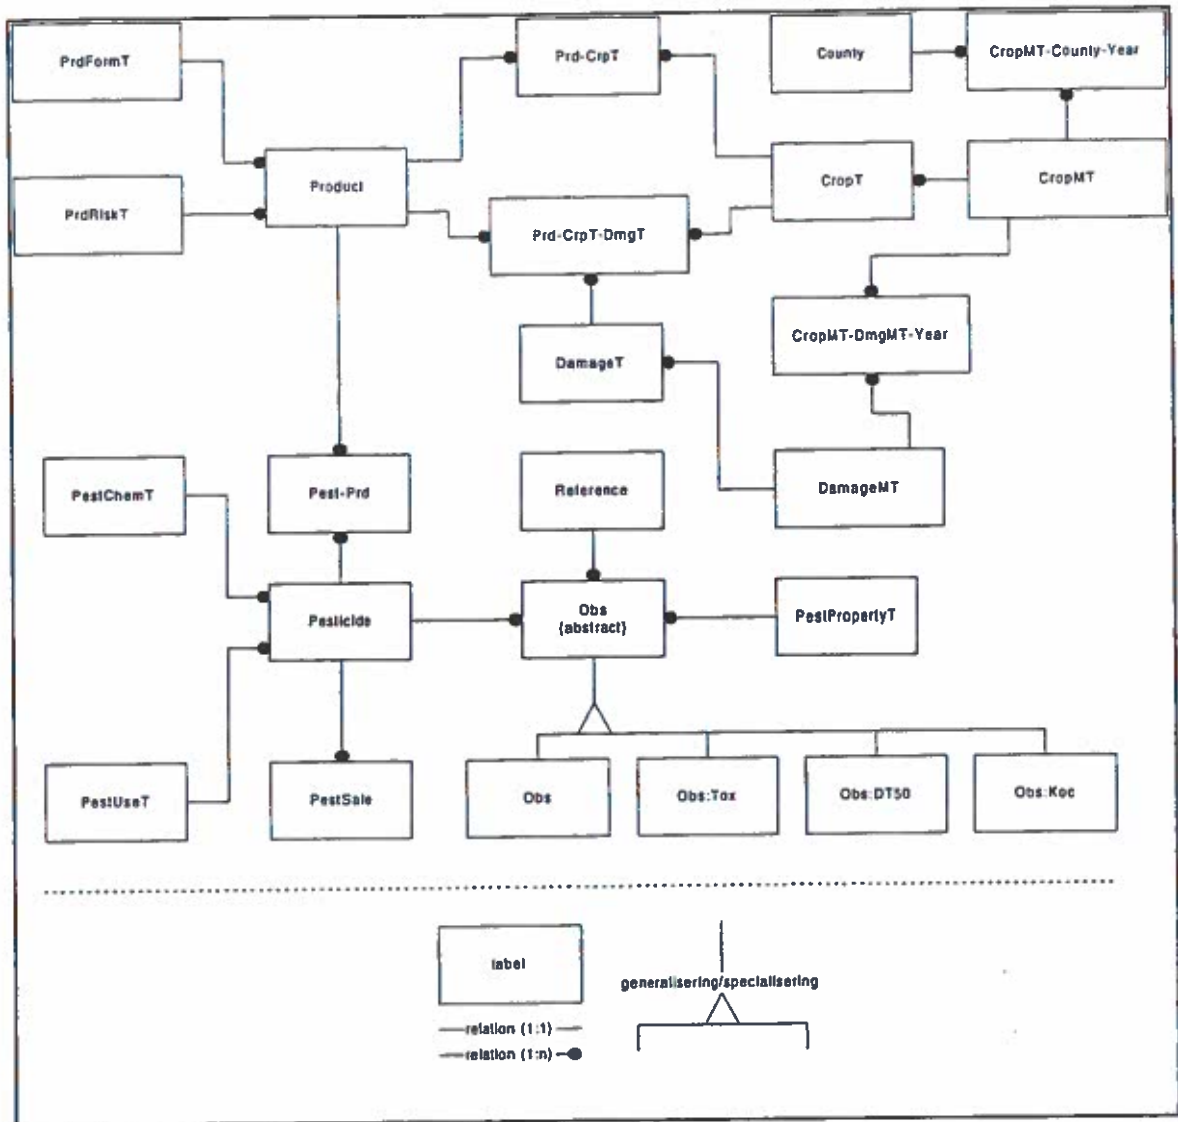 PrdFormT
Prd-CrpT
County
CropMT-County-Year
PrdRiskT
Product
CropT
CropMT
Prd-CrpT-DmgT
DamageT
CropMT-DmgMT-Year
PestChemT
Pest-Prd
Reference
DamageMT
Pesticide
Obs
{abstract}
PestPropertyT
PestUseT
PestSale
Obs
Obs:Tox
Obs:DT50
Obs:Koc
label
generalisering/specialisering
relation (1:1)
relation (1:n)